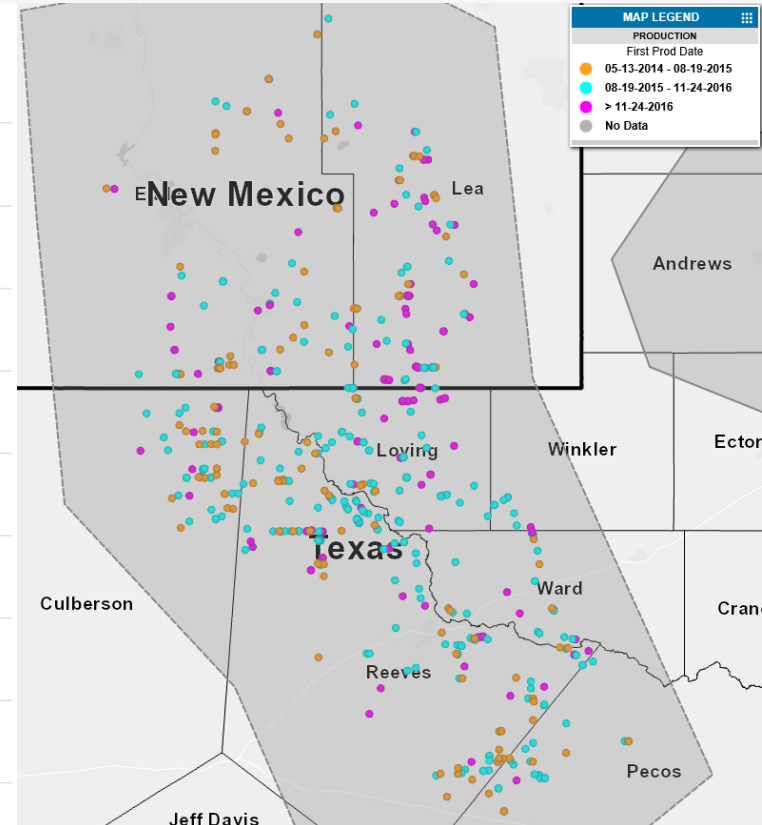 MAP LEGEND
PRODUCTION
First Prod Date
05-13-2014 - 08-19-2015
08-19-2015 - 11-24-2016
> 11-24-2016
No Data
New Mexico
Lea
Andrews
Loving
Winkler
Ector
Texas
Culberson
Ward
Reeves
Pecos
Jeff Davis